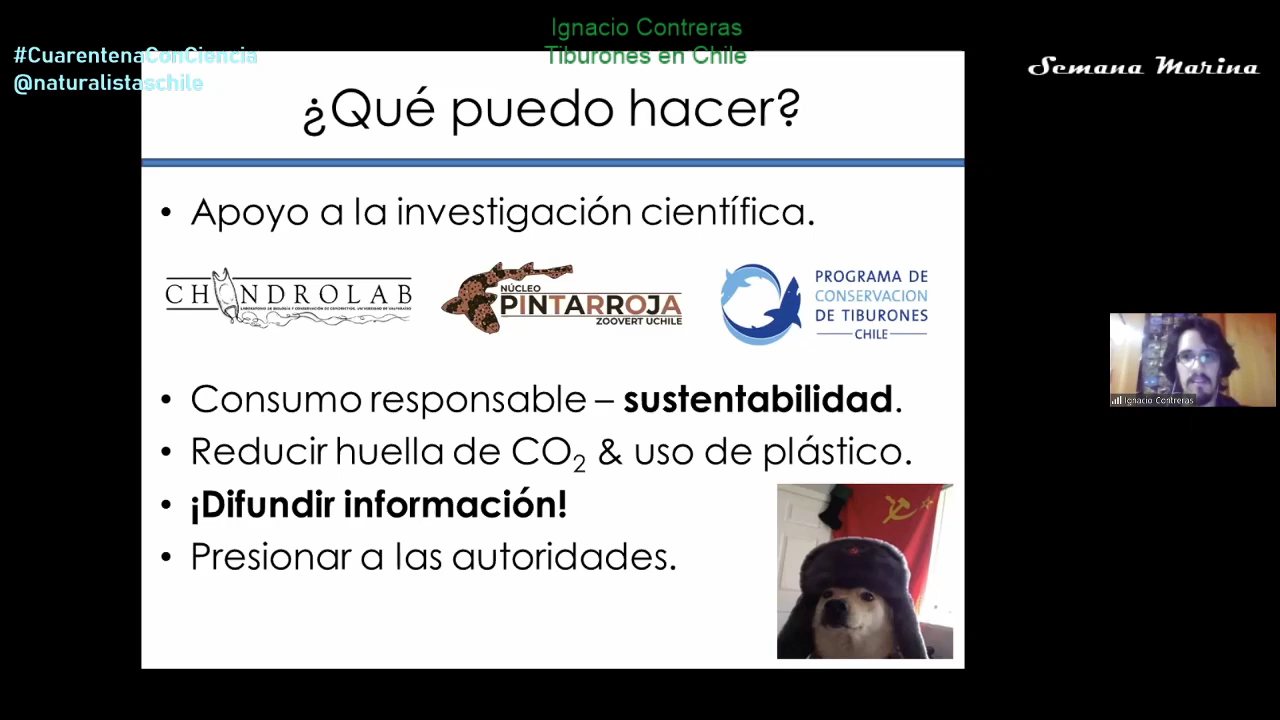 Ignacio Contreras
Tiburones en Chile
#CuarentenaConCiencia
@naturalistaschile
Semana Marina
¿Qué puedo hacer?
• Apoyo a la investigación científica.
CHONDROLAB
NÚCLEO
PINTARROJA
ZOOVERT UCHILE
PROGRAMA DE
CONSERVACION
DE TIBURONES
CHILE
• Consumo responsable – sustentabilidad.
• Reducir huella de CO₂ & uso de plástico.
• ¡Difundir información!
• Presionar a las autoridades.
Ignacio Contreras